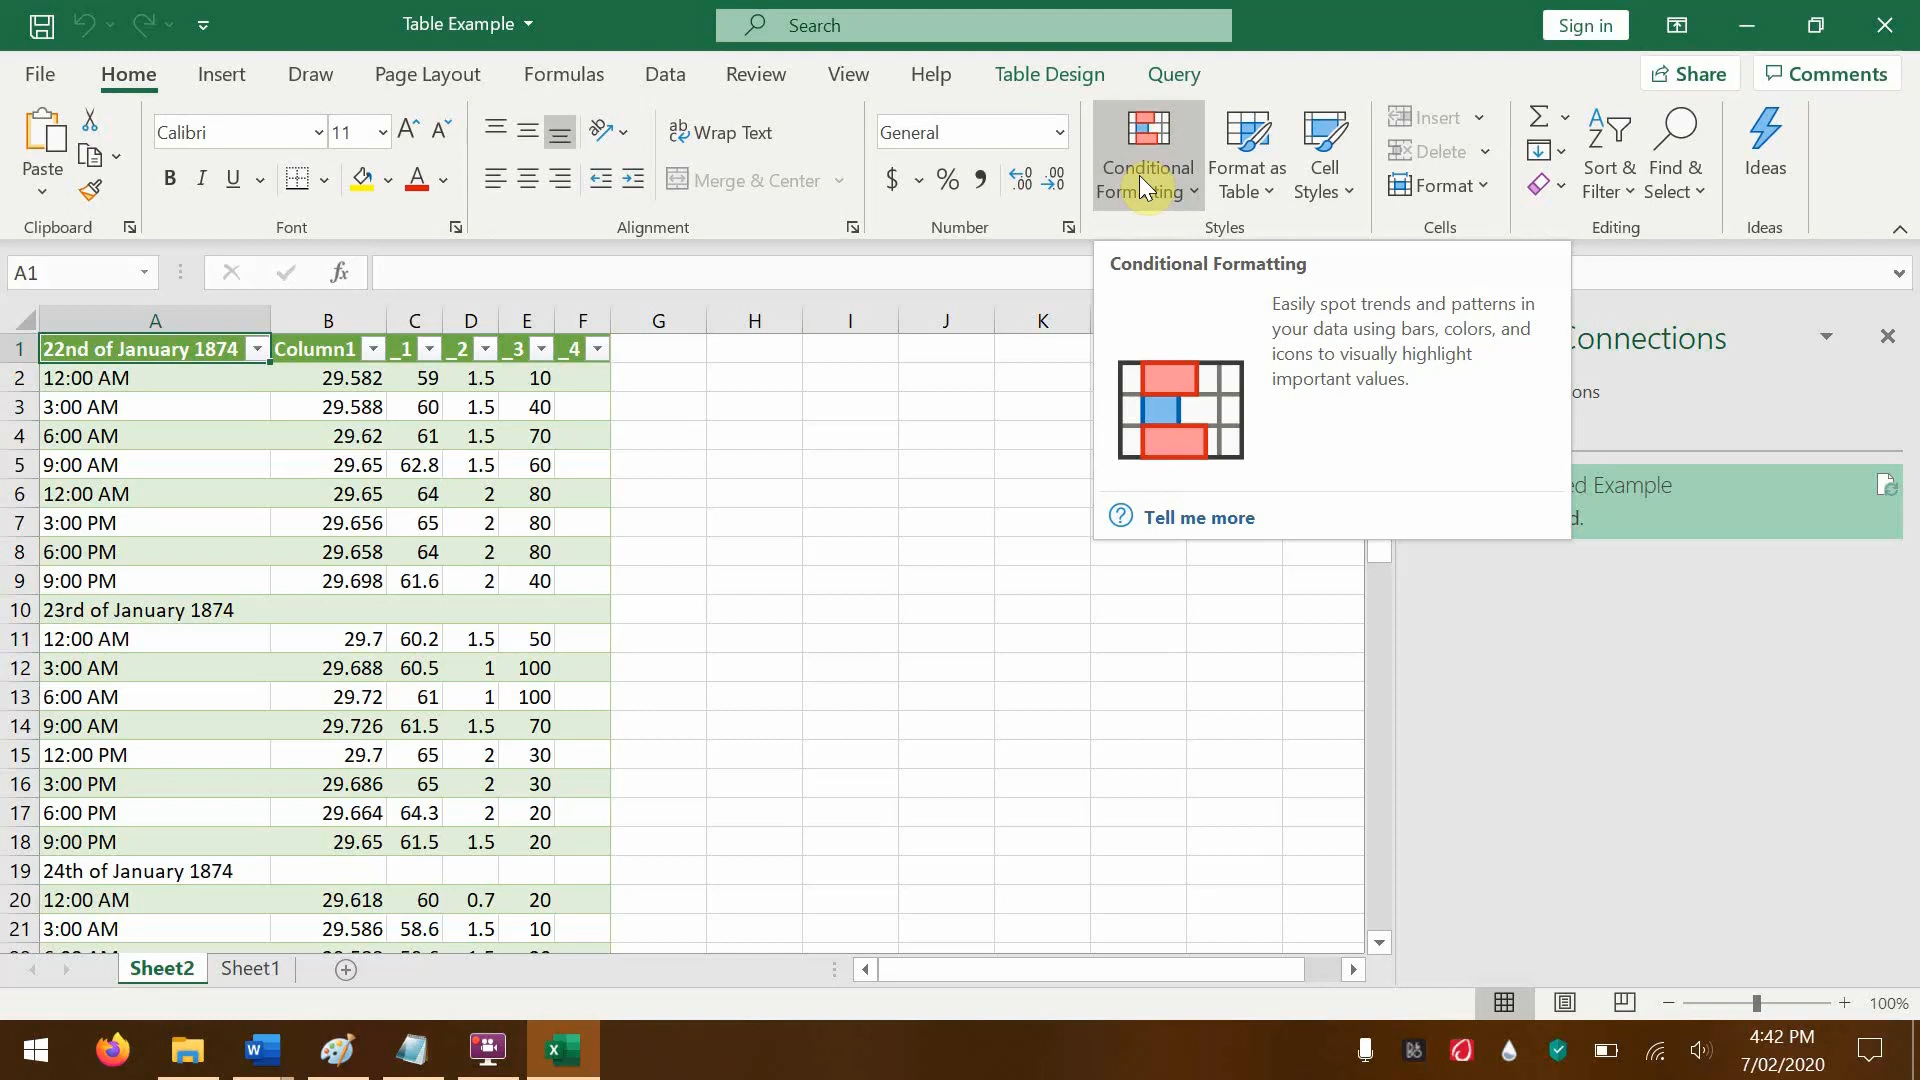 Table Example
Search
Sign in
File Home Insert Draw Page Layout Formulas Data Review View Help Table Design Query
Share Comments
Paste
Calibri 11
B I U
ab Wrap Text
Merge & Center
General
$ % 9
Conditional Formatting
Format as Table
Cell Styles
Insert
Delete
Format
Sort & Filter
Find & Select
Ideas
Clipboard Font Alignment Number Styles Cells Editing Ideas
A1
fx
Conditional Formatting
Easily spot trends and patterns in
your data using bars, colors, and
icons to visually highlight
important values.
Tell me more
onnections
ons
ed Example
d.
A B C D E F G H I J K
1 22nd of January 1874 Column1 _1 _2 _3 _4
2 12:00 AM 29.582 59 1.5 10
3 3:00 AM 29.588 60 1.5 40
4 6:00 AM 29.62 61 1.5 70
5 9:00 AM 29.65 62.8 1.5 60
6 12:00 AM 29.65 64 2 80
7 3:00 PM 29.656 65 2 80
8 6:00 PM 29.658 64 2 80
9 9:00 PM 29.698 61.6 2 40
10 23rd of January 1874
11 12:00 AM 29.7 60.2 1.5 50
12 3:00 AM 29.688 60.5 1 100
13 6:00 AM 29.72 61 1 100
14 9:00 AM 29.726 61.5 1.5 70
15 12:00 PM 29.7 65 2 30
16 3:00 PM 29.686 65 2 30
17 6:00 PM 29.664 64.3 2 20
18 9:00 PM 29.65 61.5 1.5 20
19 24th of January 1874
20 12:00 AM 29.618 60 0.7 20
21 3:00 AM 29.586 58.6 1.5 10
Sheet2 Sheet1
100%
4:42 PM
7/02/2020